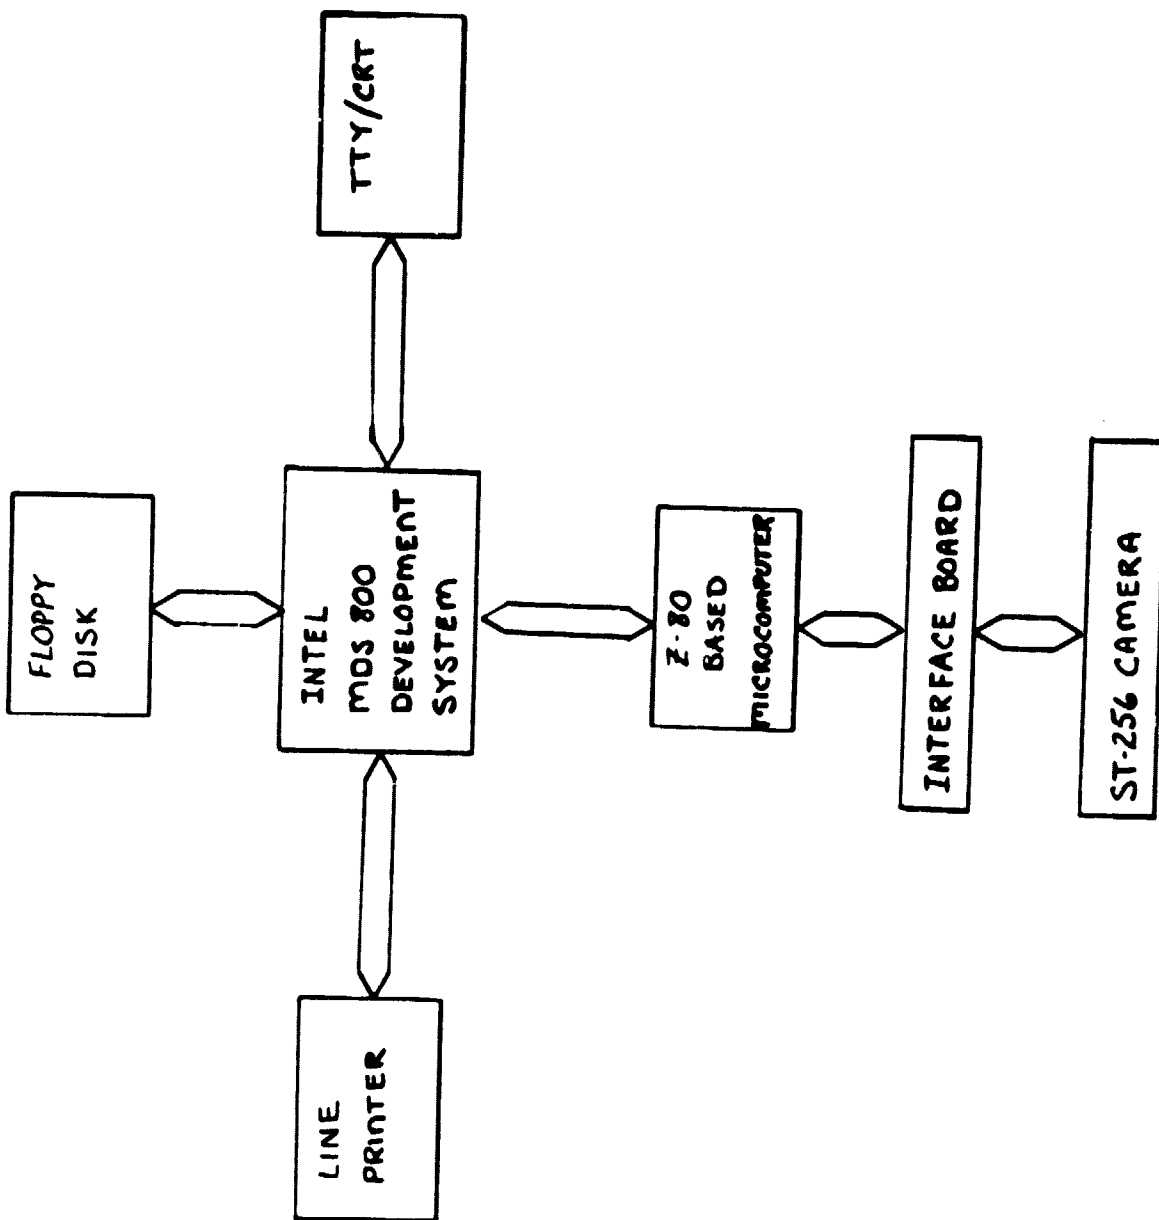 FLOPPY
DISK
LINE
PRINTER
INTEL
MDS 800
DEVELOPMENT
SYSTEM
TTY/CRT
Z-80
BASED
MICROCOMPUTER
INTERFACE BOARD
ST-256 CAMERA